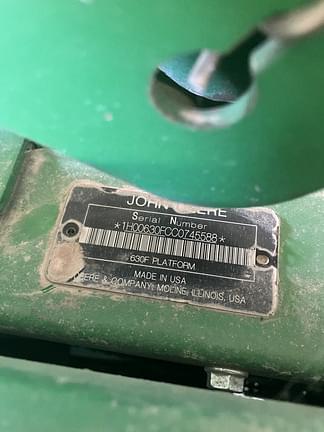 JOHN DEERE
Serial Number
*1H00630FCC0745588*
630F PLATFORM
MADE IN USA
DEERE & COMPANY, MOLINE, ILLINOIS, USA